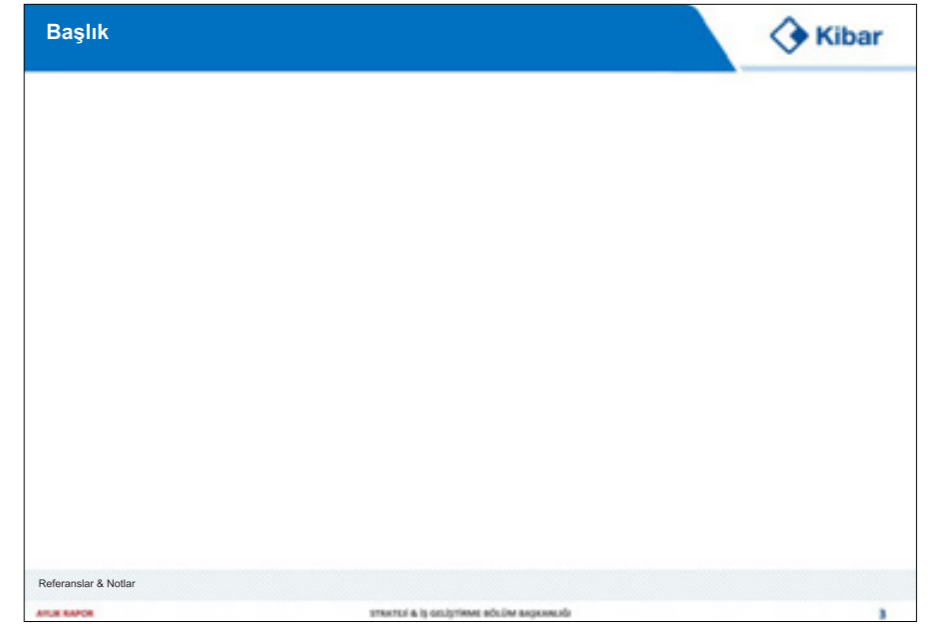 Başlık
Kibar
Referanslar & Notlar
AYLIK RAPOR
STRATEJİ & İŞ GELİŞTİRME BÖLÜM BAŞKANLIĞI
3